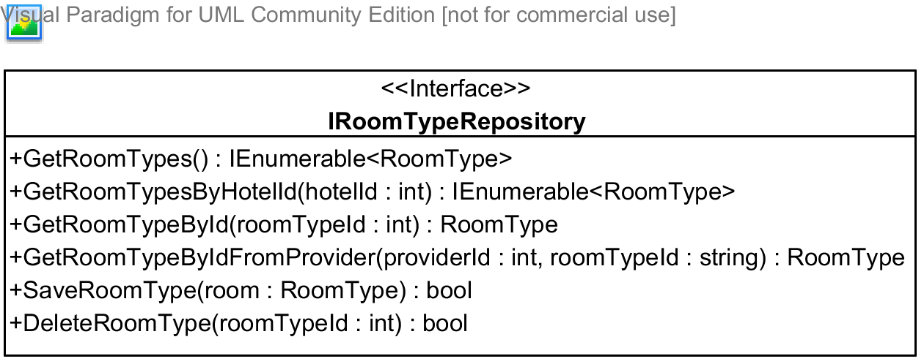 Visual Paradigm for UML Community Edition [not for commercial use]
<<Interface>>
IRoomTypeRepository
+GetRoomTypes() : IEnumerable<RoomType>
+GetRoomTypesByHotelId(hotelId : int) : IEnumerable<RoomType>
+GetRoomTypeById(roomTypeId : int) : RoomType
+GetRoomTypeByIdFromProvider(providerId : int, roomTypeId : string) : RoomType
+SaveRoomType(room : RoomType) : bool
+DeleteRoomType(roomTypeId : int) : bool